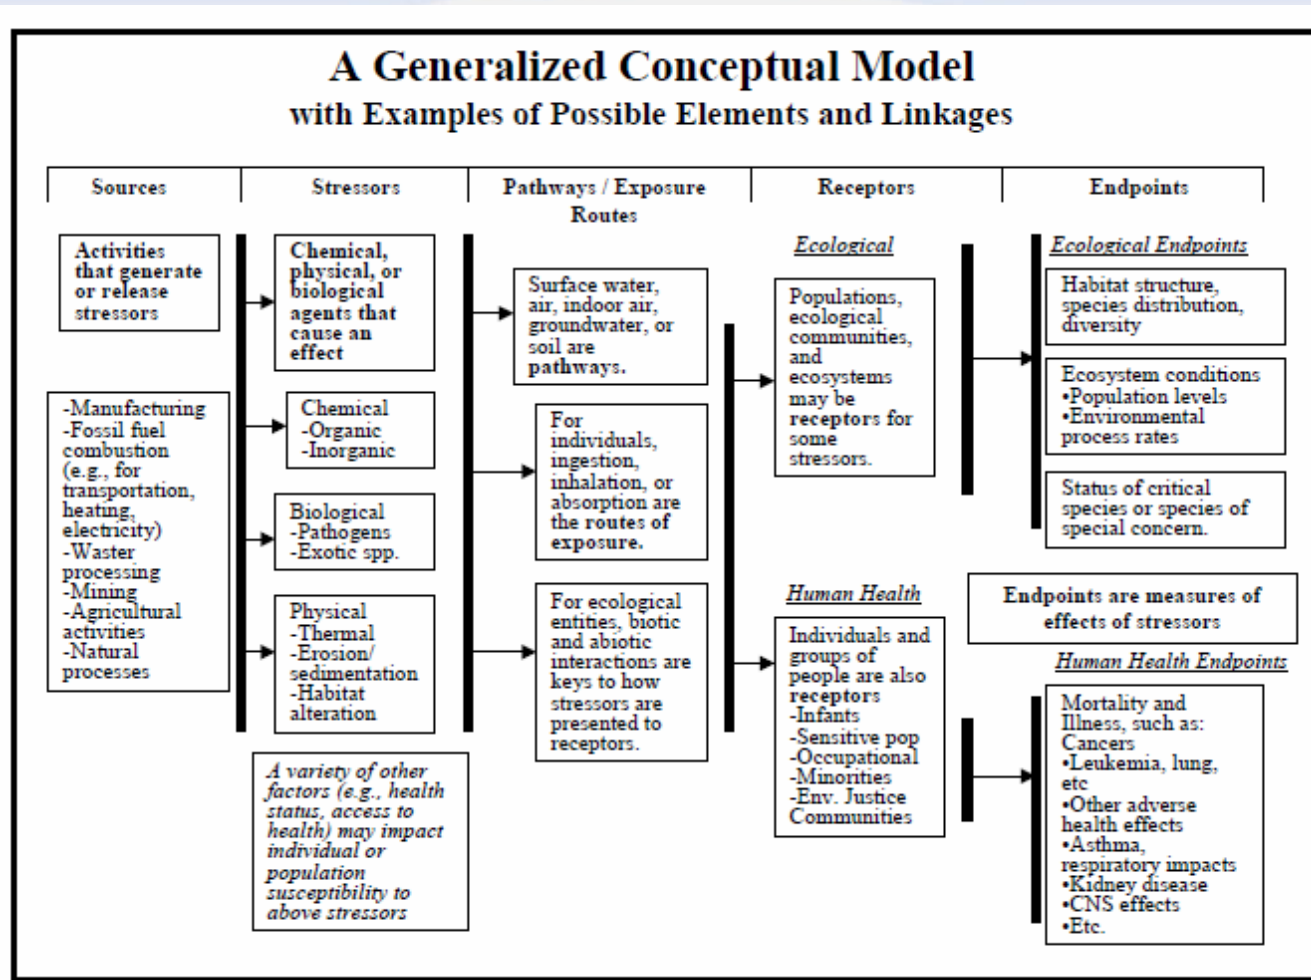 A Generalized Conceptual Model
with Examples of Possible Elements and Linkages
Sources
Stressors
Pathways / Exposure
Routes
Receptors
Endpoints
Activities
that generate
or release
stressors
-Manufacturing
-Fossil fuel
combustion
(e.g., for
transportation,
heating,
electricity)
-Waster
processing
-Mining
-Agricultural
activities
-Natural
processes
Chemical,
physical, or
biological
agents that
cause an
effect
Chemical
-Organic
-Inorganic
Biological
-Pathogens
-Exotic spp.
Physical
-Thermal
-Erosion/
sedimentation
-Habitat
alteration
A variety of other
factors (e.g., health
status, access to
health) may impact
individual or
population
susceptibility to
above stressors
Surface water,
air, indoor air,
groundwater, or
soil are
pathways.
For
individuals,
ingestion,
inhalation, or
absorption are
the routes of
exposure.
For ecological
entities, biotic
and abiotic
interactions are
keys to how
stressors are
presented to
receptors.
Ecological
Populations,
ecological
communities,
and
ecosystems
may be
receptors for
some
stressors.
Human Health
Individuals and
groups of
people are also
receptors
-Infants
-Sensitive pop
-Occupational
-Minorities
-Env. Justice
Communities
Ecological Endpoints
Habitat structure,
species distribution,
diversity
Ecosystem conditions
•Population levels
•Environmental
process rates
Status of critical
species or species of
special concern.
Endpoints are measures of
effects of stressors
Human Health Endpoints
Mortality and
Illness, such as:
Cancers
•Leukemia, lung,
etc
•Other adverse
health effects
•Asthma,
respiratory impacts
•Kidney disease
•CNS effects
•Etc.